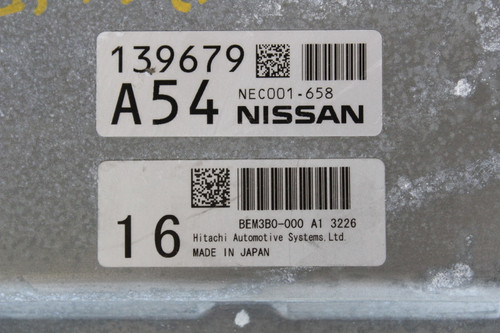 139679
A54 NEC001-658
NISSAN
16 BEM3B0-000 A1 3226
Hitachi Automotive Systems.Ltd.
MADE IN JAPAN